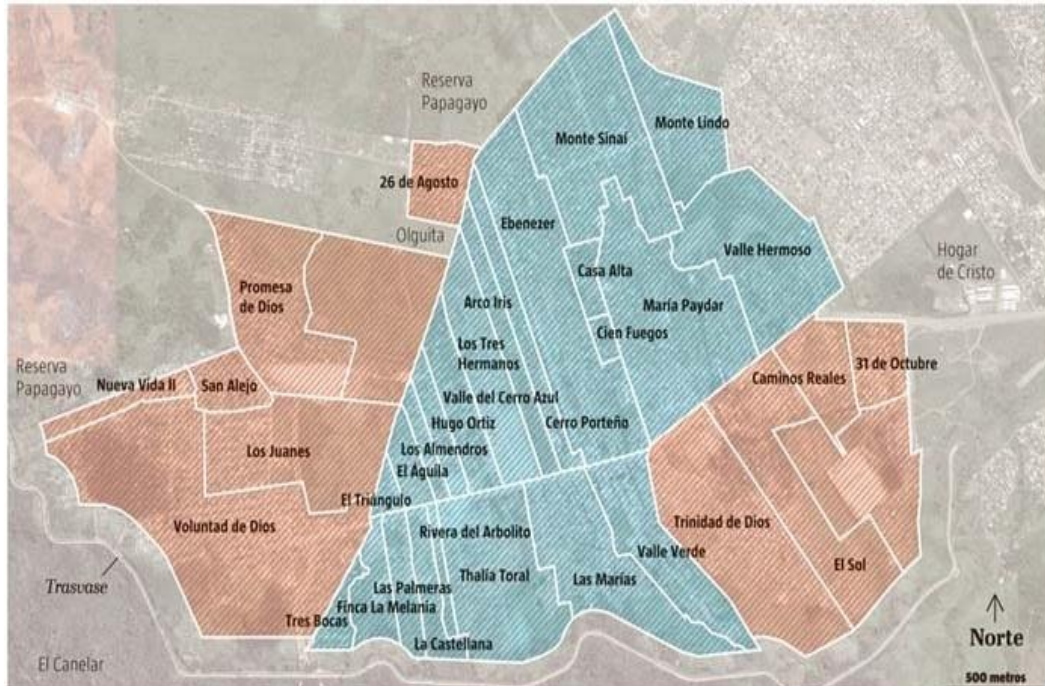 Reserva
Papagayo
Monte Lindo
Monte Sinaí
26 de Agosto
Ebenezer
Olguita
Valle Hermoso
Hogar
de Cristo
Casa Alta
Promesa
de Dios
Arco Iris
María Paydar
Cien Fuegos
Los Tres
Hermanos
Reserva
Papagayo
Nueva Vida II
San Alejo
31 de Octubre
Caminos Reales
Valle del Cerro Azul
Hugo Ortiz
Cerro Porteño
Los Juanes
Los Almendros
El Águila
El Triángulo
Voluntad de Dios
Rivera del Arbolito
Trinidad de Dios
Valle Verde
El Sol
Trasvase
Las Palmeras
Thalía Toral
Las Marías
Finca La Melania
Tres Bocas
La Castellana
Norte
El Canelar
500 metros